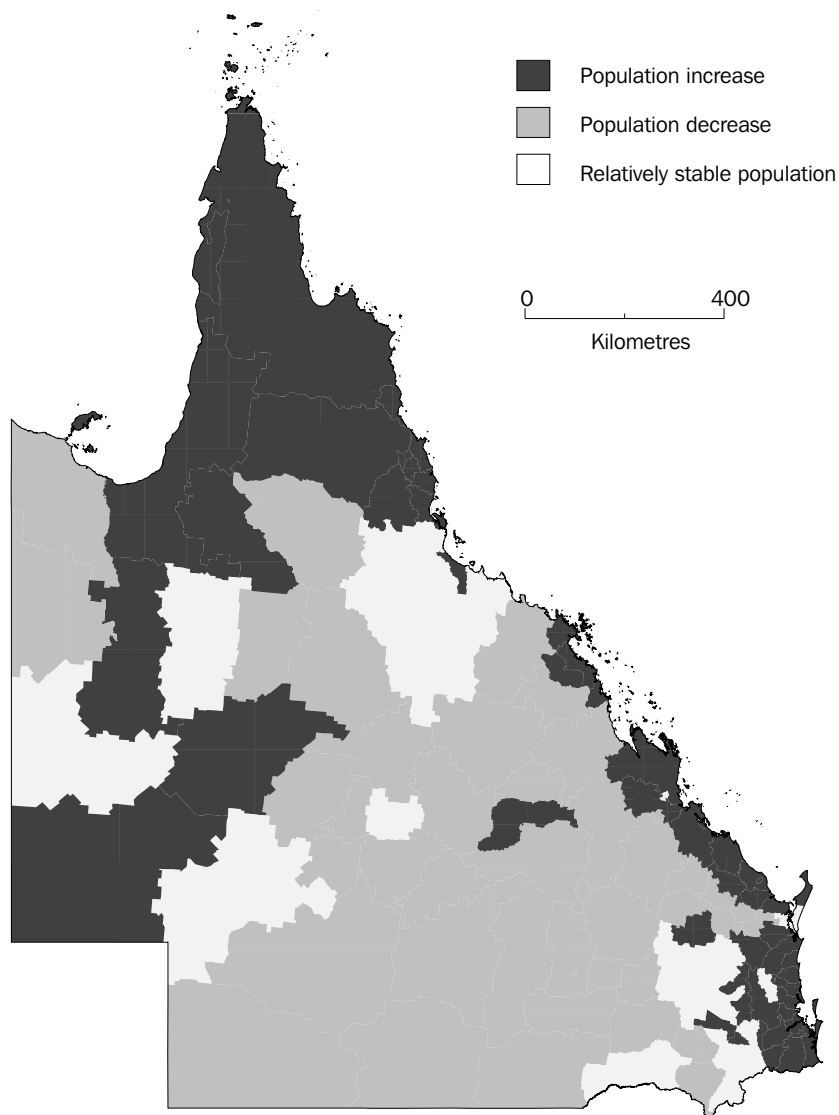 Population increase
Population decrease
Relatively stable population
0 400
Kilometres